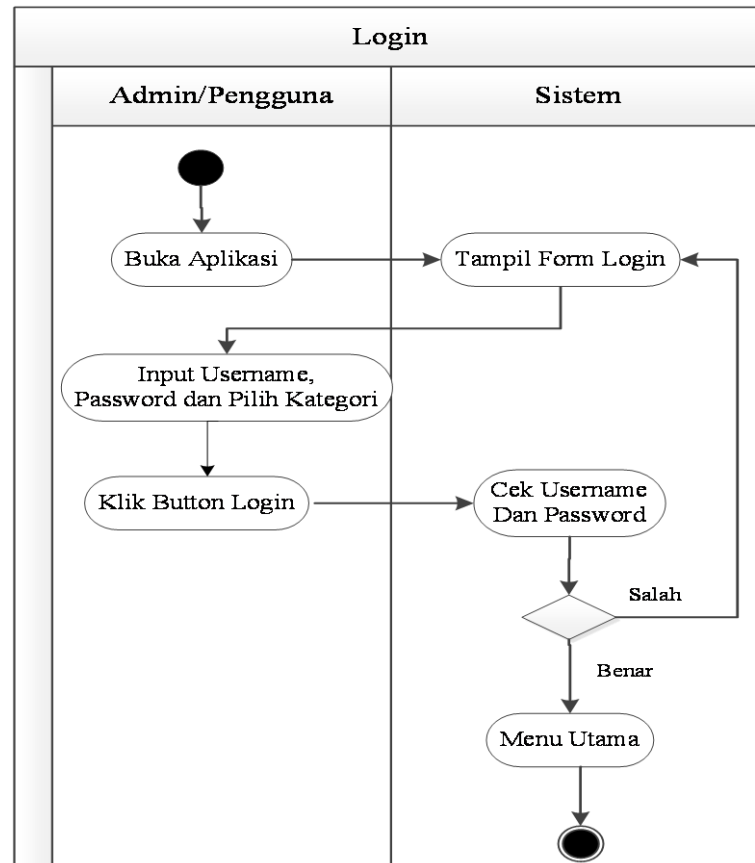 Login
Admin/Pengguna
Sistem
Buka Aplikasi
Tampil Form Login
Input Username,
Password dan Pilih Kategori
Klik Button Login
Cek Username
Dan Password
Salah
Benar
Menu Utama